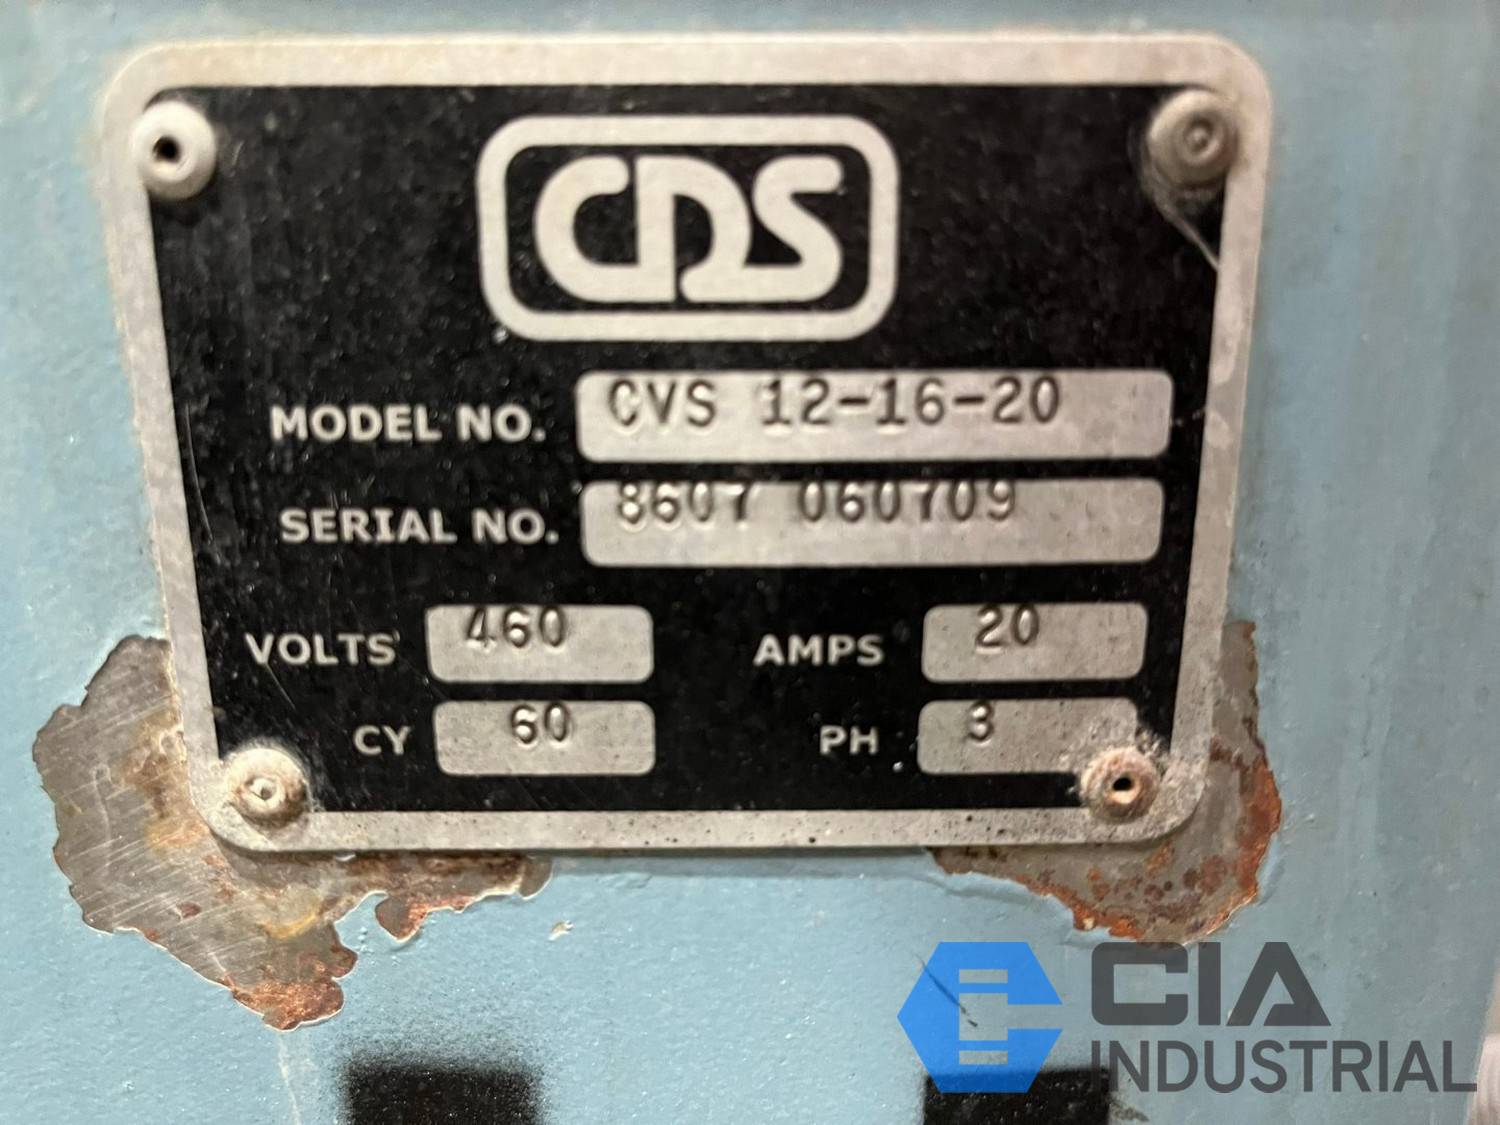 CDS
MODEL NO. CVS 12-16-20
SERIAL NO. 8607 060709
VOLTS 460 AMPS 20
CY 60 PH 3
CIA
INDUSTRIAL